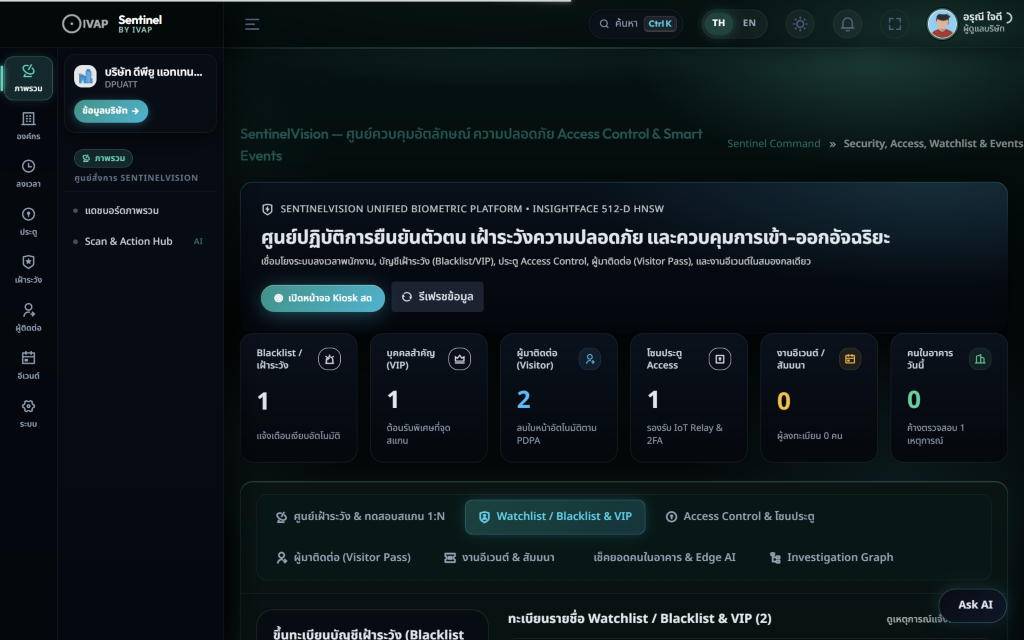 IVAP Sentinel
BY IVAP
ค้นหา Ctrl K
TH EN
อรุณี ใจดี
ผู้ดูแลบริษัท
ภาพรวม
องค์กร
ลงเวลา
ประตู
เฝ้าระวัง
ผู้ติดต่อ
อีเวนต์
ระบบ
บริษัท ดีพียู แอทเทน...
DPUATT
ข้อมูลบริษัท →
ภาพรวม
ศูนย์สั่งการ SENTINELVISION
แดชบอร์ดภาพรวม
Scan & Action Hub AI
SentinelVision — ศูนย์ควบคุมอัตลักษณ์ ความปลอดภัย Access Control & Smart
Events
Sentinel Command » Security, Access, Watchlist & Events
SENTINELVISION UNIFIED BIOMETRIC PLATFORM • INSIGHTFACE 512-D HNSW
ศูนย์ปฏิบัติการยืนยันตัวตน เฝ้าระวังความปลอดภัย และควบคุมการเข้า-ออกอัจฉริยะ
เชื่อมโยงระบบลงเวลาพนักงาน, บัญชีเฝ้าระวัง (Blacklist/VIP), ประตู Access Control, ผู้มาติดต่อ (Visitor Pass), และงานอีเวนต์ในสมองกลเดียว
เปิดหน้าจอ Kiosk สด
รีเฟรชข้อมูล
Blacklist /
เฝ้าระวัง
1
แจ้งเตือนเงียบอัตโนมัติ
บุคคลสำคัญ
(VIP)
1
ต้อนรับพิเศษที่จุด
สแกน
ผู้มาติดต่อ
(Visitor)
2
ลบใบหน้าอัตโนมัติตาม
PDPA
โซนประตู
Access
1
รองรับ IoT Relay &
2FA
งานอีเวนต์ /
สัมมนา
0
ผู้ลงทะเบียน 0 คน
คนในอาคาร
วันนี้
0
ค้างตรวจสอบ 1
เหตุการณ์
ศูนย์เฝ้าระวัง & ทดสอบสแกน 1:N
Watchlist / Blacklist & VIP
Access Control & โซนประตู
ผู้มาติดต่อ (Visitor Pass)
งานอีเวนต์ & สัมมนา
เช็คยอดคนในอาคาร & Edge AI
Investigation Graph
ขึ้นทะเบียนบัญชีเฝ้าระวัง (Blacklist
ทะเบียนรายชื่อ Watchlist / Blacklist & VIP (2)
ดูเหตุการณ์แจ้ง
Ask AI